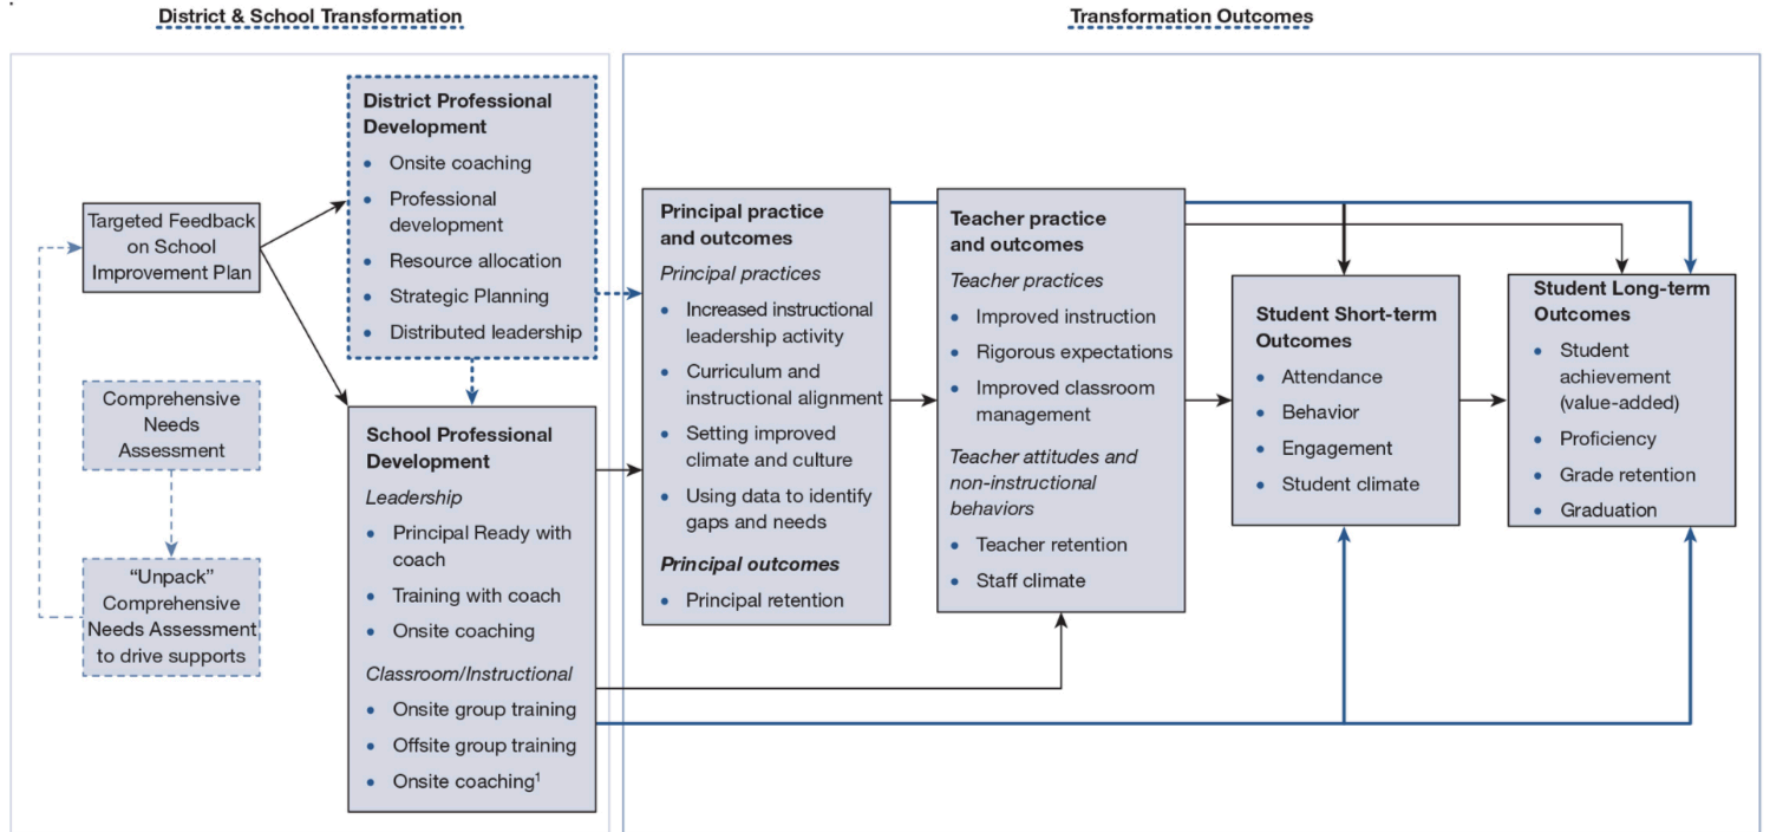 District & School Transformation
Transformation Outcomes
Targeted Feedback
on School
Improvement Plan
Comprehensive
Needs
Assessment
“Unpack”
Comprehensive
Needs Assessment
to drive supports
District Professional
Development
• Onsite coaching
• Professional
development
• Resource allocation
• Strategic Planning
• Distributed leadership
School Professional
Development
Leadership
• Principal Ready with
coach
• Training with coach
• Onsite coaching
Classroom/Instructional
• Onsite group training
• Offsite group training
• Onsite coaching¹
Principal practice
and outcomes
Principal practices
• Increased instructional
leadership activity
• Curriculum and
instructional alignment
• Setting improved
climate and culture
• Using data to identify
gaps and needs
Principal outcomes
• Principal retention
Teacher practice
and outcomes
Teacher practices
• Improved instruction
• Rigorous expectations
• Improved classroom
management
Teacher attitudes and
non-instructional
behaviors
• Teacher retention
• Staff climate
Student Short-term
Outcomes
• Attendance
• Behavior
• Engagement
• Student climate
Student Long-term
Outcomes
• Student
achievement
(value-added)
• Proficiency
• Grade retention
• Graduation